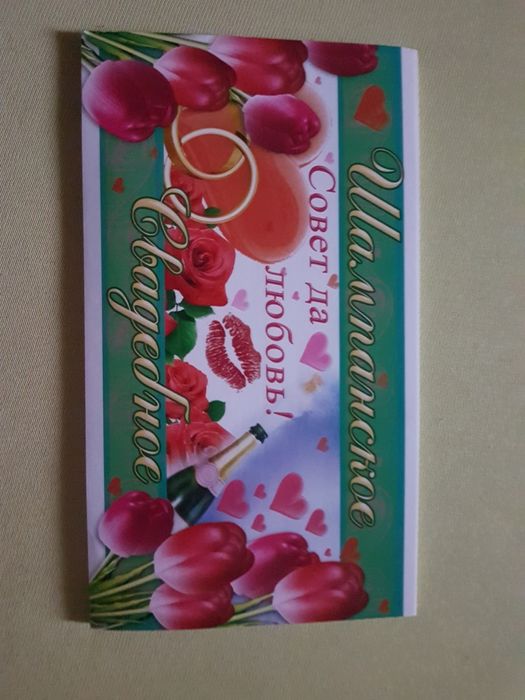 Шампанское
Совет да
любовь!
Свадебное